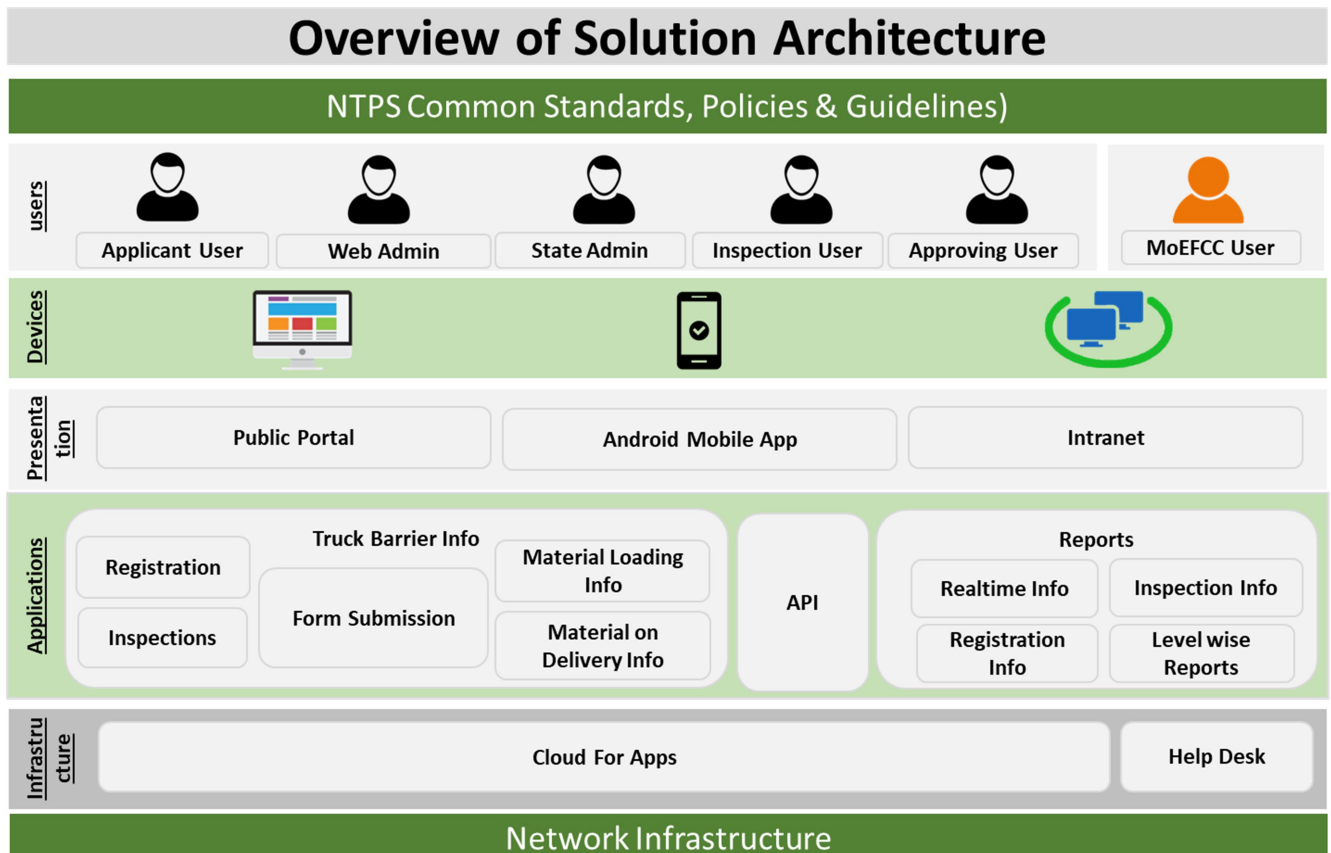 Overview of Solution Architecture
NTPS Common Standards, Policies & Guidelines)
users
Applicant User
Web Admin
State Admin
Inspection User
Approving User
MoEFCC User
Devices
Presenta
tion
Public Portal
Android Mobile App
Intranet
Applications
Truck Barrier Info
Registration
Inspections
Form Submission
Material Loading
Info
Material on
Delivery Info
API
Reports
Realtime Info
Inspection Info
Registration
Info
Level wise
Reports
Infrastru
cture
Cloud For Apps
Help Desk
Network Infrastructure